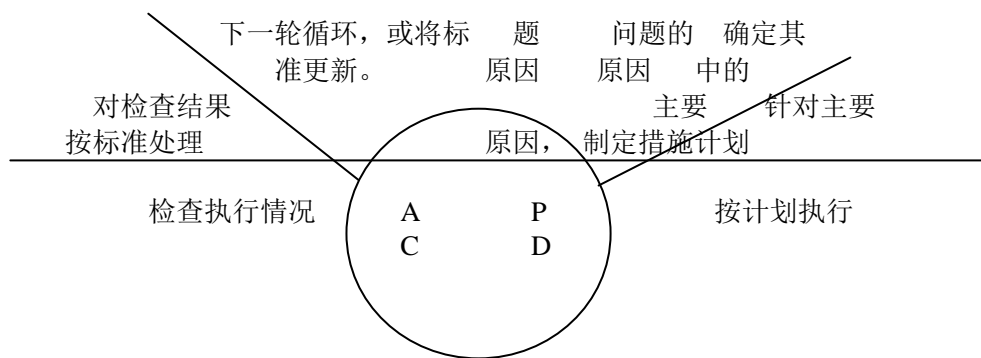 下一轮循环，或将标 题 问题的 确定其
准更新。 原因 原因 中的
对检查结果 主要 针对主要
按标准处理 原因， 制定措施计划
检查执行情况 A P 按计划执行
C D